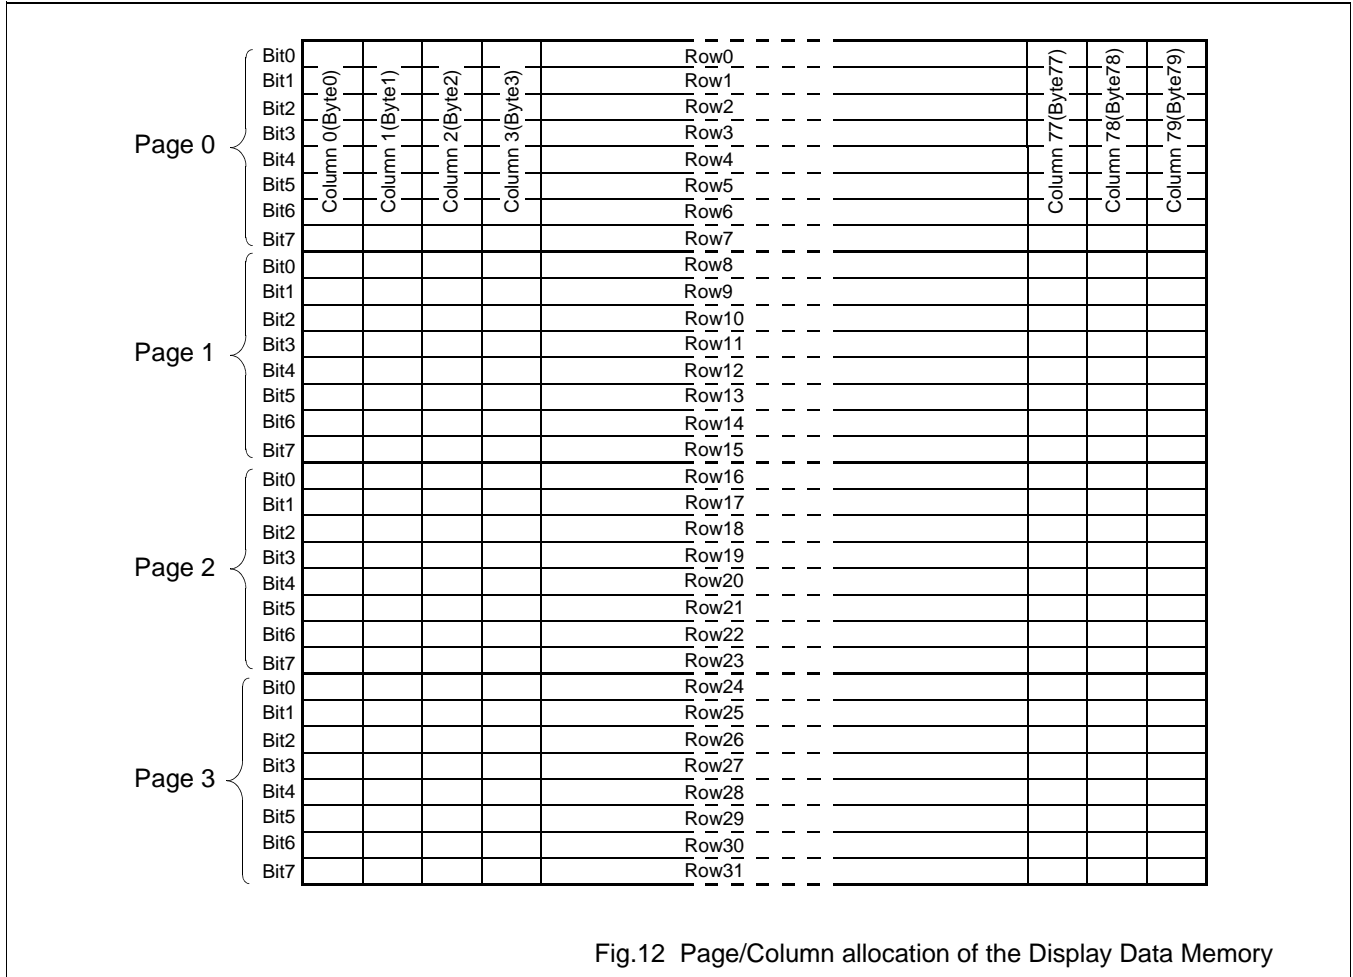 Bit0 Row0
Bit1 Row1
Bit2 Row2
Bit3 Row3
Bit4 Row4
Bit5 Row5
Bit6 Row6
Bit7 Row7
Page 0
Column 0(Byte0)
Column 1(Byte1)
Column 2(Byte2)
Column 3(Byte3)
Column 77(Byte77)
Column 78(Byte78)
Column 79(Byte79)
Bit0 Row8
Bit1 Row9
Bit2 Row10
Bit3 Row11
Page 1
Bit4 Row12
Bit5 Row13
Bit6 Row14
Bit7 Row15
Bit0 Row16
Bit1 Row17
Bit2 Row18
Bit3 Row19
Page 2
Bit4 Row20
Bit5 Row21
Bit6 Row22
Bit7 Row23
Bit0 Row24
Bit1 Row25
Bit2 Row26
Bit3 Row27
Page 3
Bit4 Row28
Bit5 Row29
Bit6 Row30
Bit7 Row31
Fig.12 Page/Column allocation of the Display Data Memory